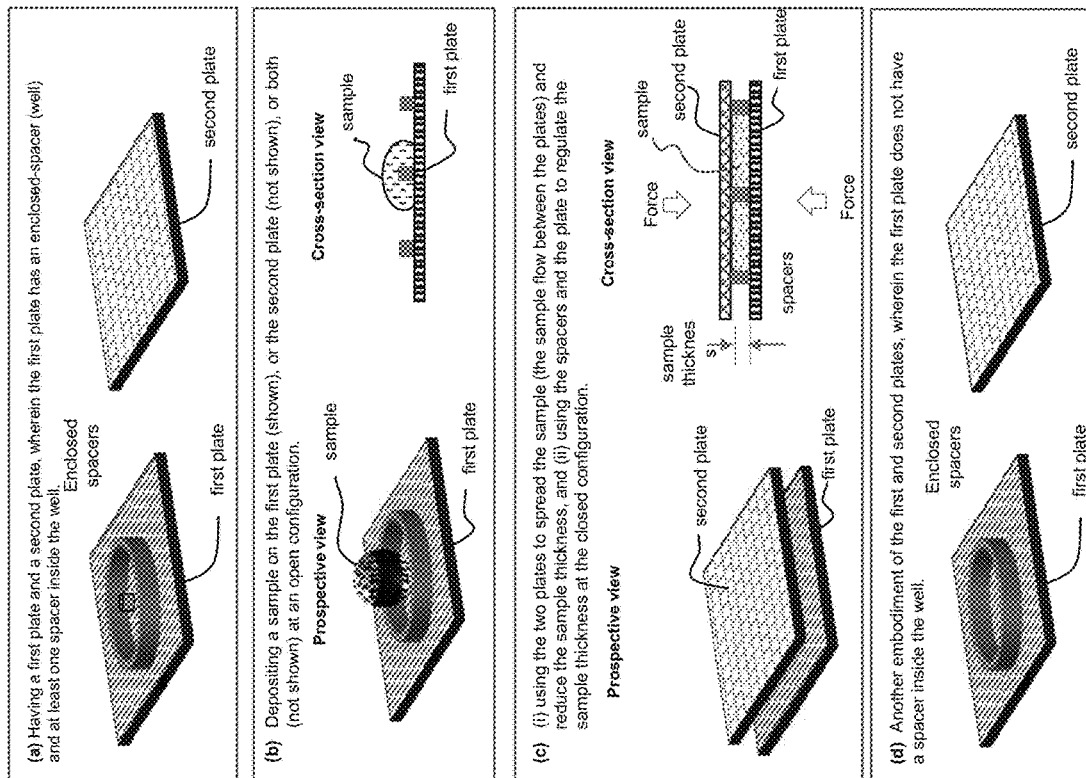 (a) Having a first plate and a second plate, wherein the first plate has an enclosed-spacer (well)
and at least one spacer inside the well.
Enclosed
spacers
first plate
second plate
(b) Depositing a sample on the first plate (shown), or the second plate (not shown), or both
(not shown) at an open configuration.
Prospective view
Cross-section view
sample
first plate
sample
first plate
(c) (i) using the two plates to spread the sample (the sample flow between the plates) and
reduce the sample thickness, and (ii) using the spacers and the plate to regulate the
sample thickness at the closed configuration.
Prospective view
Cross-section view
second plate
first plate
sample
thicknes
s
Force
sample
second plate
first plate
spacers
Force
(d) Another embodiment of the first and second plates, wherein the first plate does not have
a spacer inside the well.
Enclosed
spacers
first plate
second plate